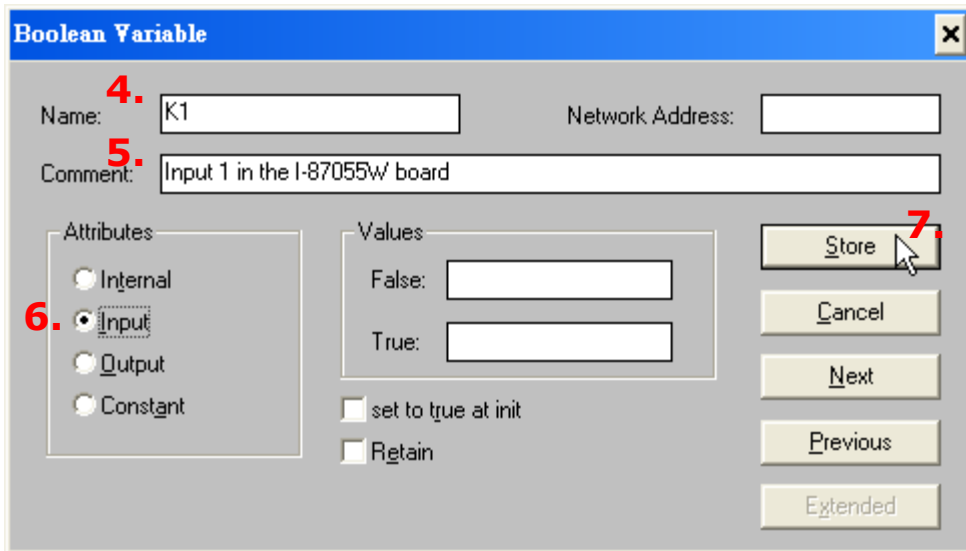 Boolean Variable
4.
Name: K1 Network Address:
5.
Comment: Input 1 in the I-87055W board
Attributes
Internal
6. Input
Output
Constant
Values
False:
True:
set to true at init
Retain
7.
Store
Cancel
Next
Previous
Extended